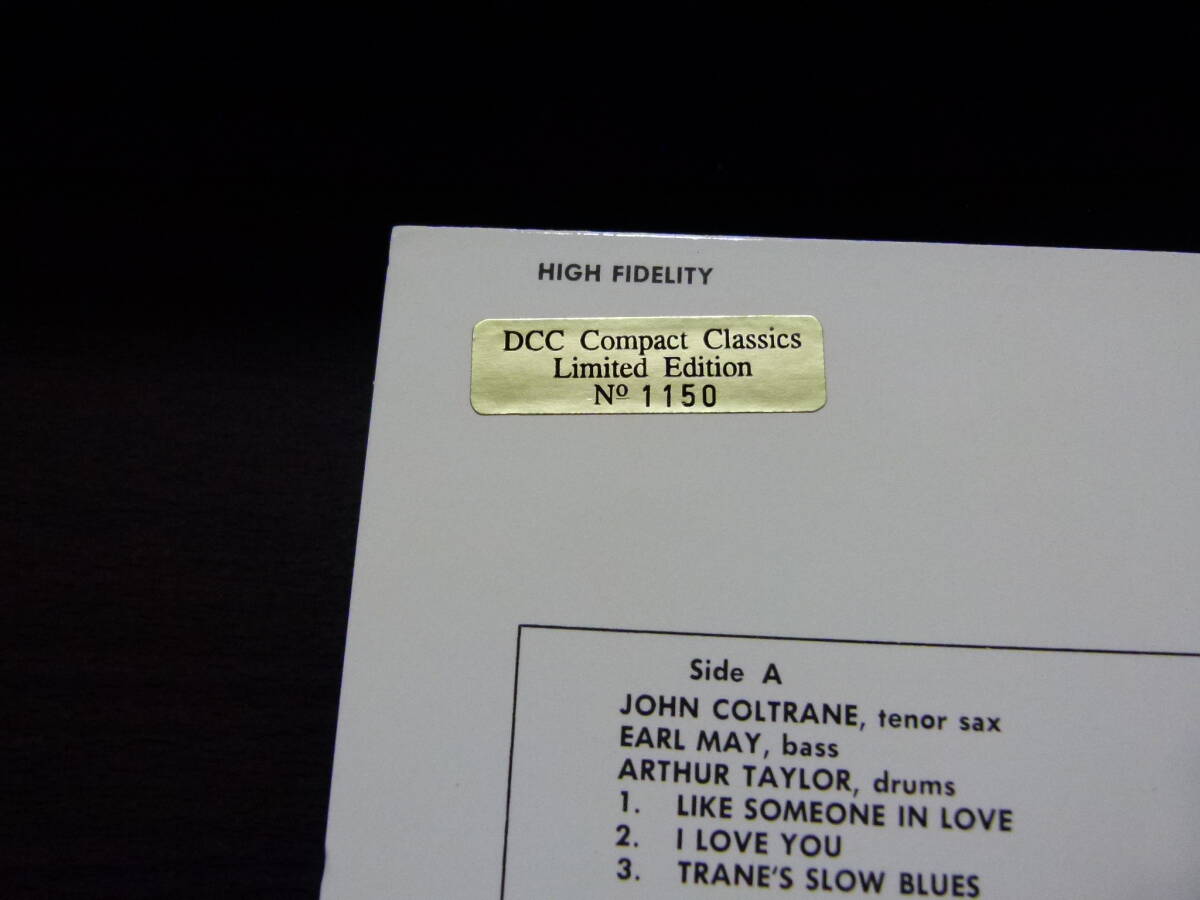 HIGH FIDELITY
DCC Compact Classics
Limited Edition
Nº 1150
Side A
JOHN COLTRANE, tenor sax
EARL MAY, bass
ARTHUR TAYLOR, drums
1. LIKE SOMEONE IN LOVE
2. I LOVE YOU
3. TRANE'S SLOW BLUES